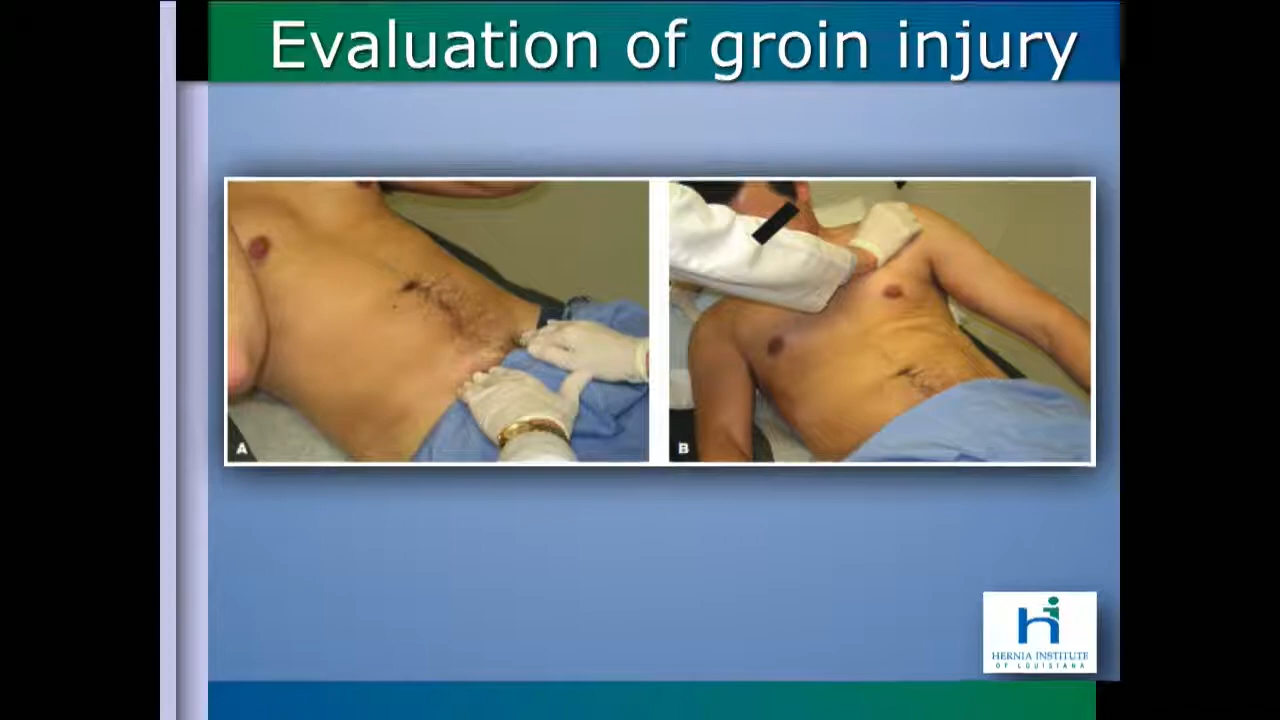 Evaluation of groin injury
A
B
HERNIA INSTITUTE
OF LOUISIANA